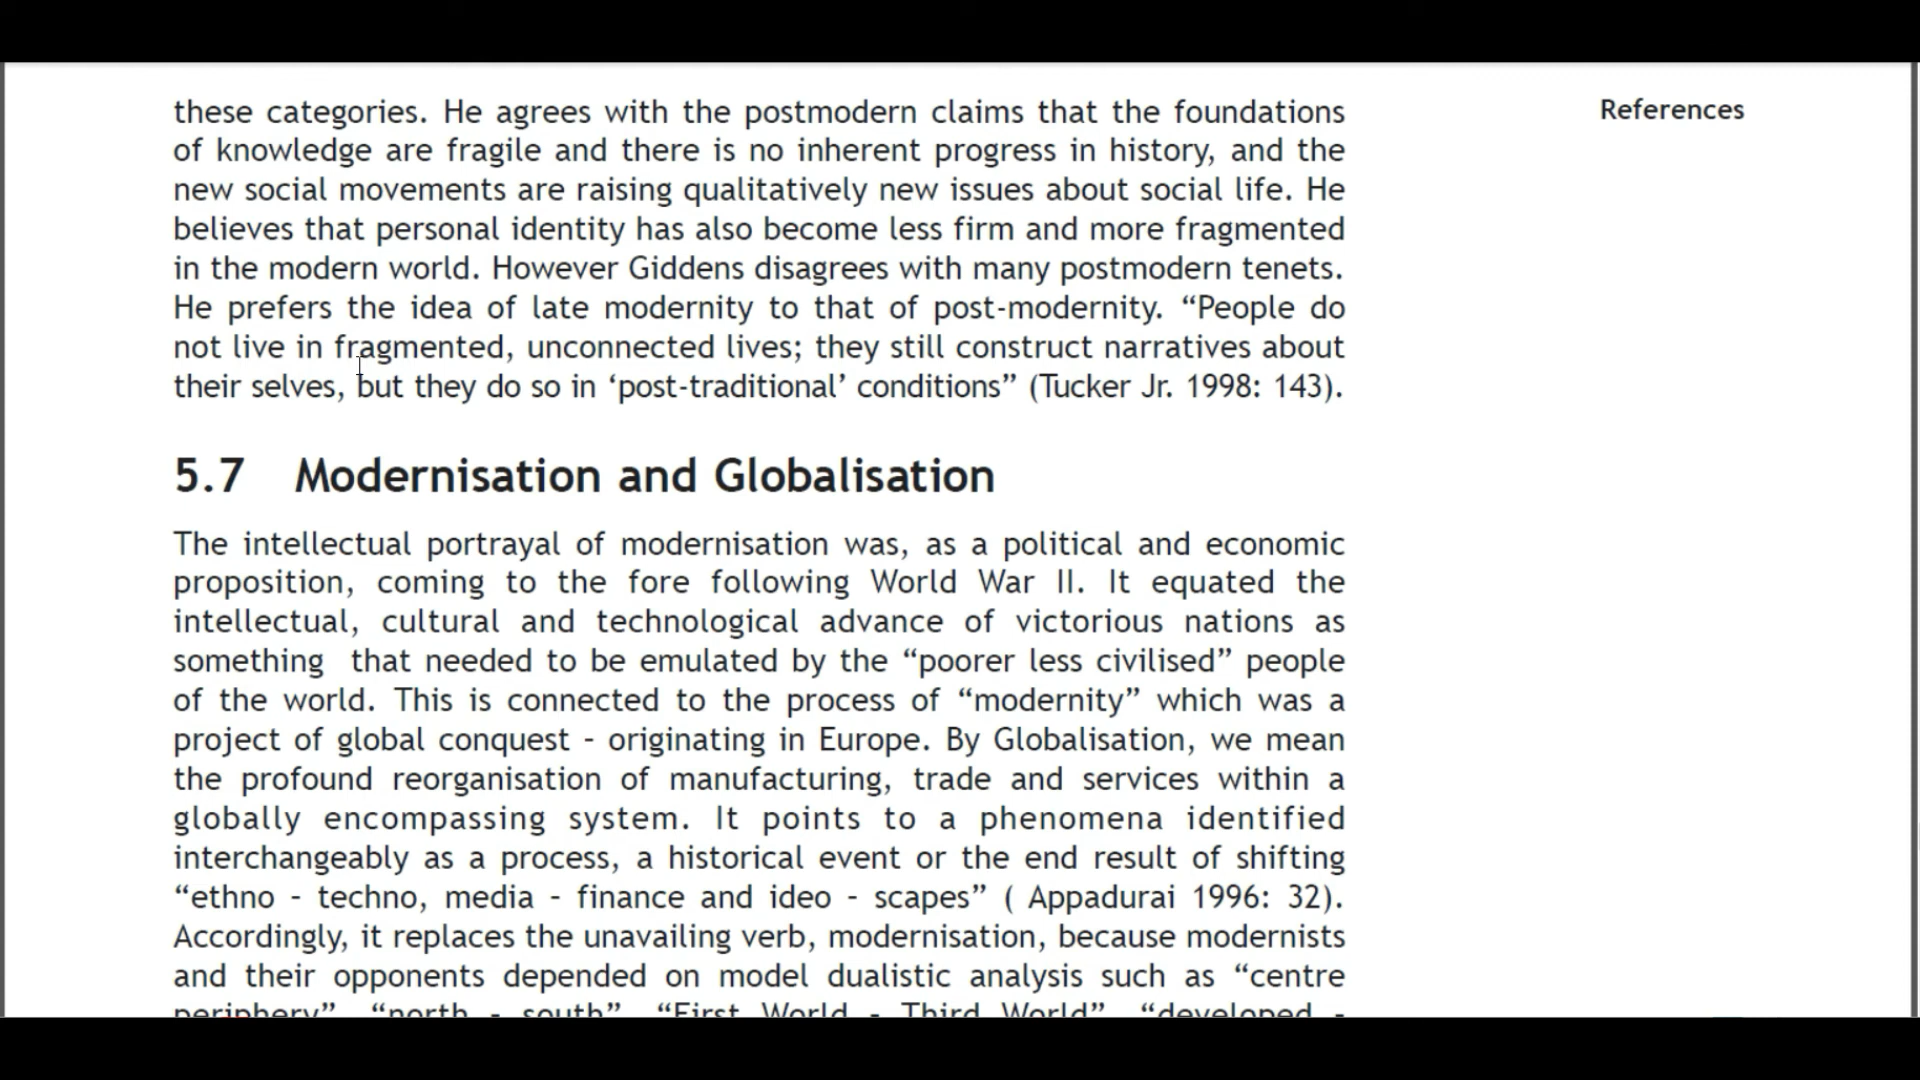 these categories. He agrees with the postmodern claims that the foundations
of knowledge are fragile and there is no inherent progress in history, and the
new social movements are raising qualitatively new issues about social life. He
believes that personal identity has also become less firm and more fragmented
in the modern world. However Giddens disagrees with many postmodern tenets.
He prefers the idea of late modernity to that of post-modernity. “People do
not live in fragmented, unconnected lives; they still construct narratives about
their selves, but they do so in ‘post-traditional’ conditions” (Tucker Jr. 1998: 143).
References
5.7 Modernisation and Globalisation
The intellectual portrayal of modernisation was, as a political and economic
proposition, coming to the fore following World War II. It equated the
intellectual, cultural and technological advance of victorious nations as
something that needed to be emulated by the “poorer less civilised” people
of the world. This is connected to the process of “modernity” which was a
project of global conquest - originating in Europe. By Globalisation, we mean
the profound reorganisation of manufacturing, trade and services within a
globally encompassing system. It points to a phenomena identified
interchangeably as a process, a historical event or the end result of shifting
“ethno - techno, media - finance and ideo - scapes” ( Appadurai 1996: 32).
Accordingly, it replaces the unavailing verb, modernisation, because modernists
and their opponents depended on model dualistic analysis such as “centre
periphery”, “north - south”, “First World - Third World”, “developed -